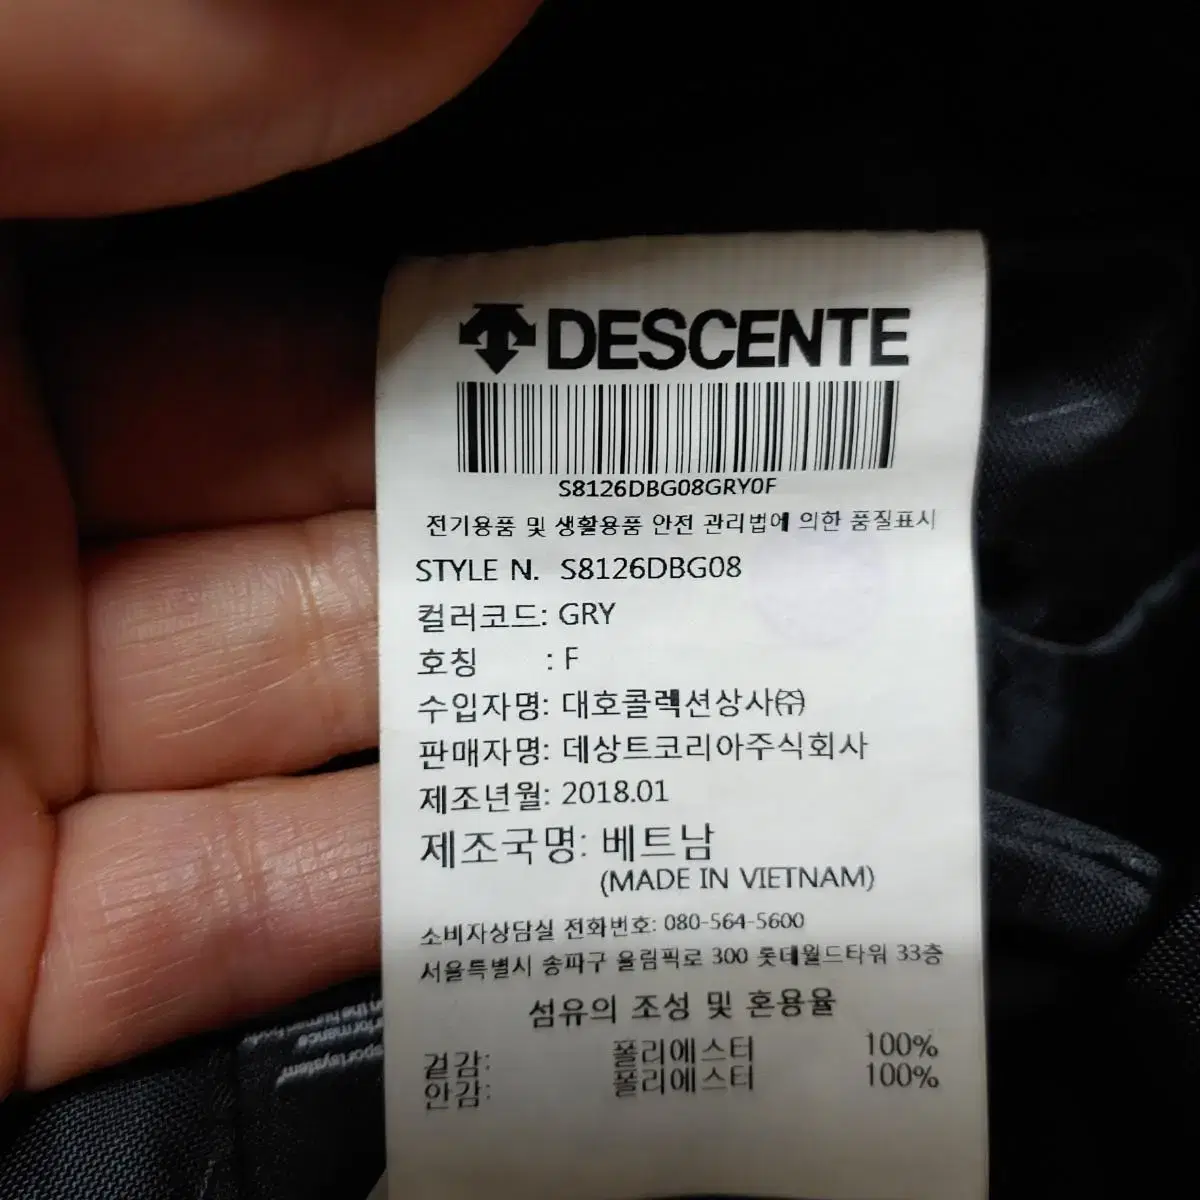 DESCENTE
S8126DBG08GRY0F
전기용품 및 생활용품 안전 관리법에 의한 품질표시
STYLE N. S8126DBG08
컬러코드: GRY
호칭 : F
수입자명: 대호콜렉션상사㈜
판매자명: 데상트코리아주식회사
제조년월: 2018.01
제조국명: 베트남
(MADE IN VIETNAM)
소비자상담실 전화번호: 080-564-5600
서울특별시 송파구 올림픽로 300 롯데월드타워 33층
섬유의 조성 및 혼용율
겉감: 폴리에스터 100%
안감: 폴리에스터 100%